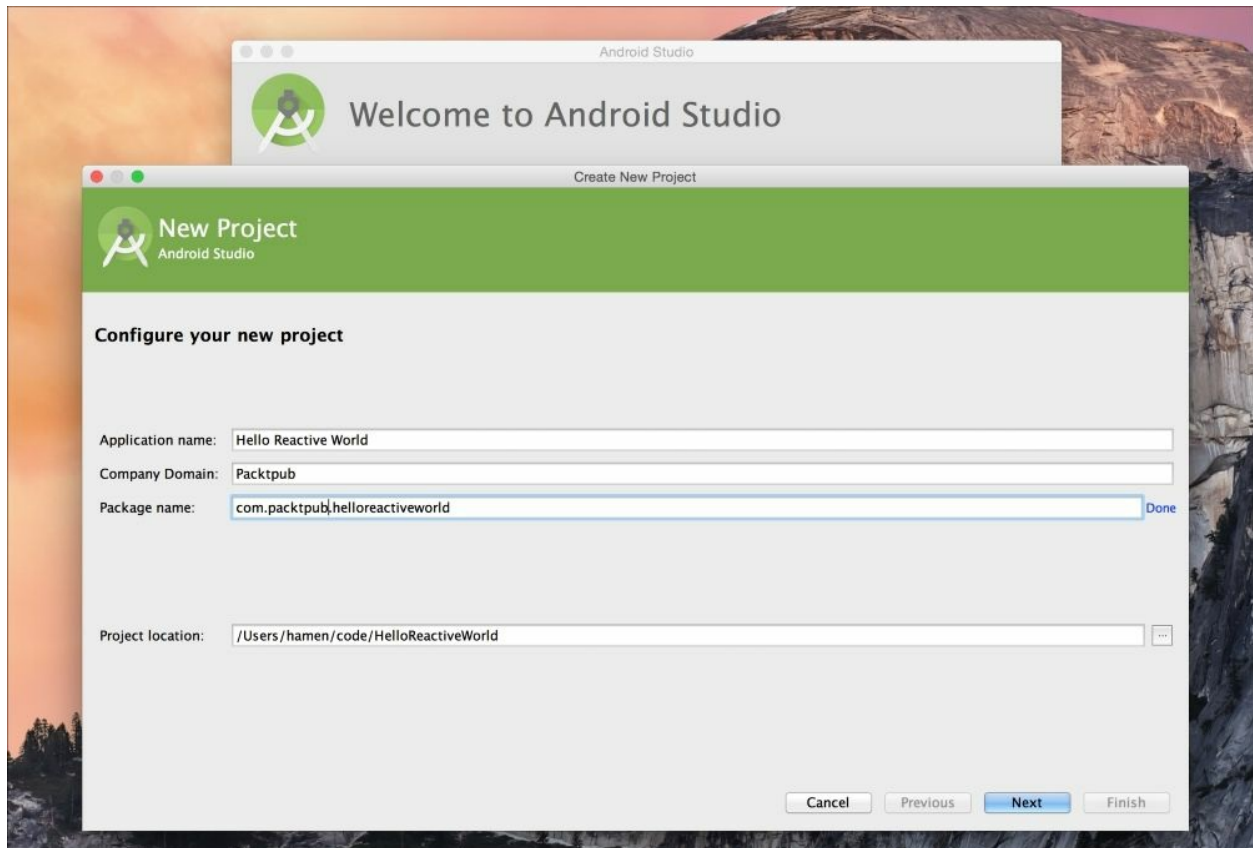 Android Studio
Welcome to Android Studio
Create New Project
New Project
Android Studio
Configure your new project
Application name: Hello Reactive World
Company Domain: Packtpub
Package name: com.packtpub.helloreactiveworld Done
Project location: /Users/hamen/code/HelloReactiveWorld ...
Cancel Previous Next Finish